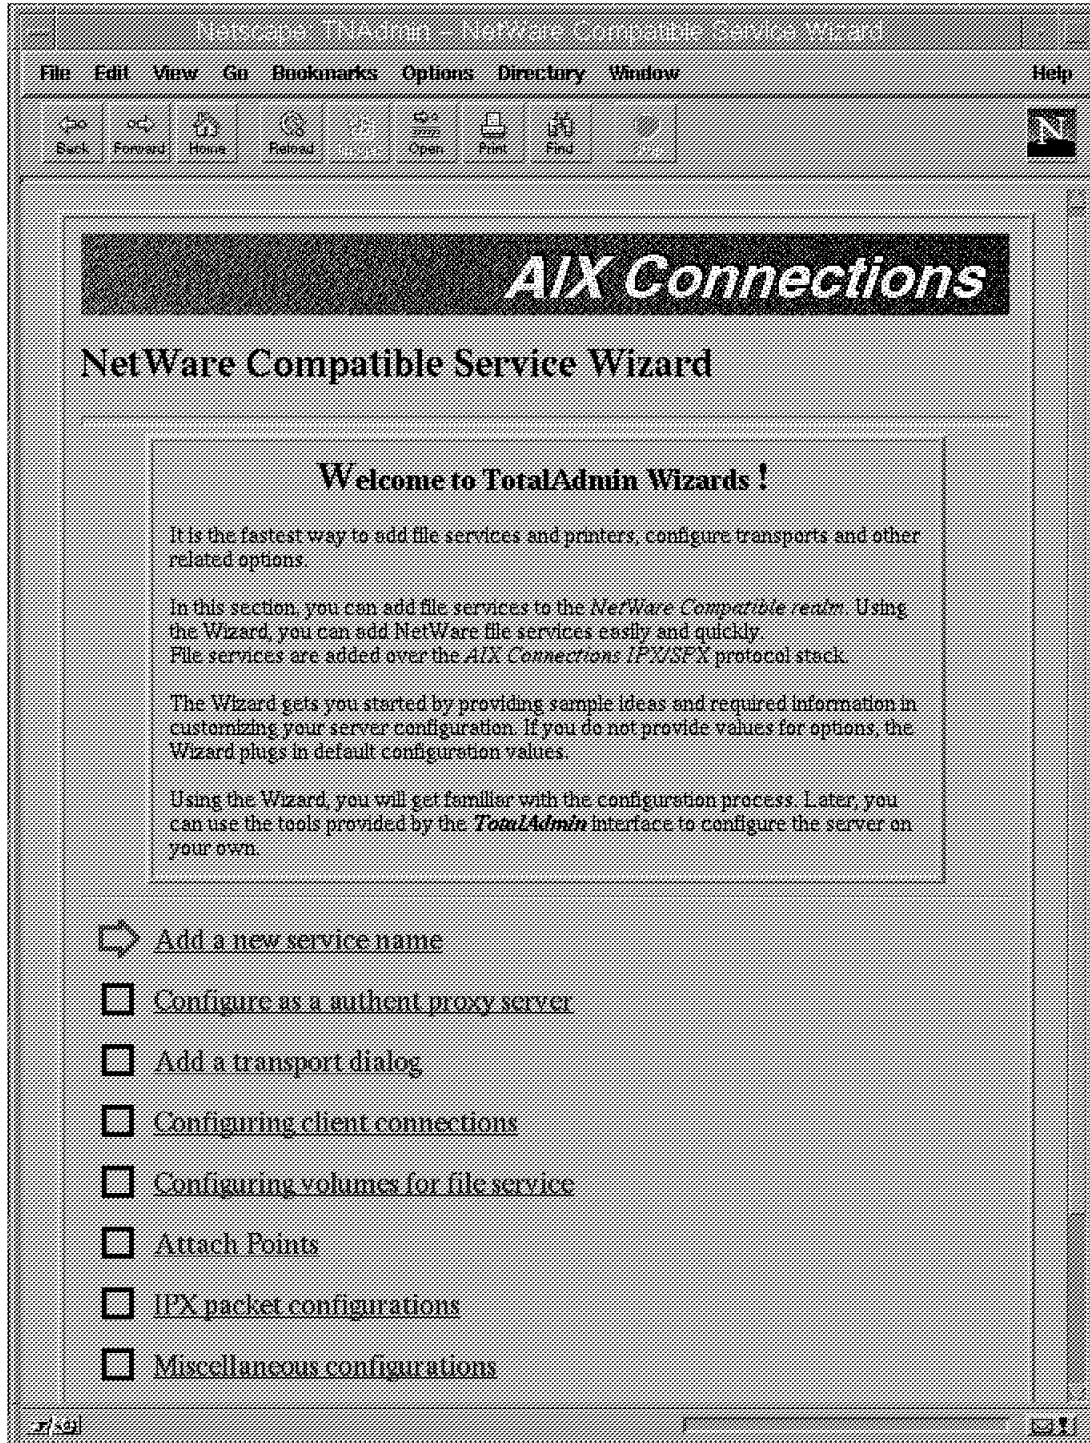 Netscape: TNAdmin – NetWare Compatible Service Wizard
File Edit View Go Bookmarks Options Directory Window Help
Back Forward Home Reload Open Print Find
N
AIX Connections
NetWare Compatible Service Wizard
Welcome to TotalAdmin Wizards !
It is the fastest way to add file services and printers, configure transports and other
related options.
In this section, you can add file services to the NetWare Compatible realm. Using
the Wizard, you can add NetWare file services easily and quickly.
File services are added over the AIX Connections IPX/SPX protocol stack.
The Wizard gets you started by providing sample ideas and required information in
customizing your server configuration. If you do not provide values for options, the
Wizard plugs in default configuration values.
Using the Wizard, you will get familiar with the configuration process. Later, you
can use the tools provided by the TotalAdmin interface to configure the server on
your own.
Add a new service name
Configure as a authent proxy server
Add a transport dialog
Configuring client connections
Configuring volumes for file service
Attach Points
IPX packet configurations
Miscellaneous configurations